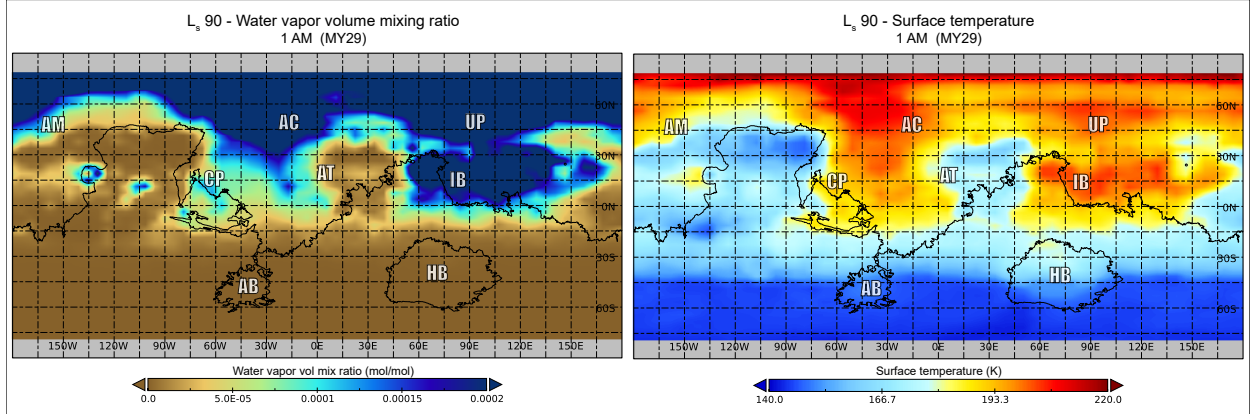 L_s 90 - Water vapor volume mixing ratio
1 AM (MY29)
AM
AC
UP
60N
30N
0N
30S
60S
CP
AT
IB
AB
HB
150W 120W 90W 60W 30W 0E 30E 60E 90E 120E 150E
Water vapor vol mix ratio (mol/mol)
0.0 5.0E-05 0.0001 0.00015 0.0002
L_s 90 - Surface temperature
1 AM (MY29)
AM
AC
UP
60N
30N
0N
30S
60S
CP
AT
IB
AB
HB
150W 120W 90W 60W 30W 0E 30E 60E 90E 120E 150E
Surface temperature (K)
140.0 166.7 193.3 220.0